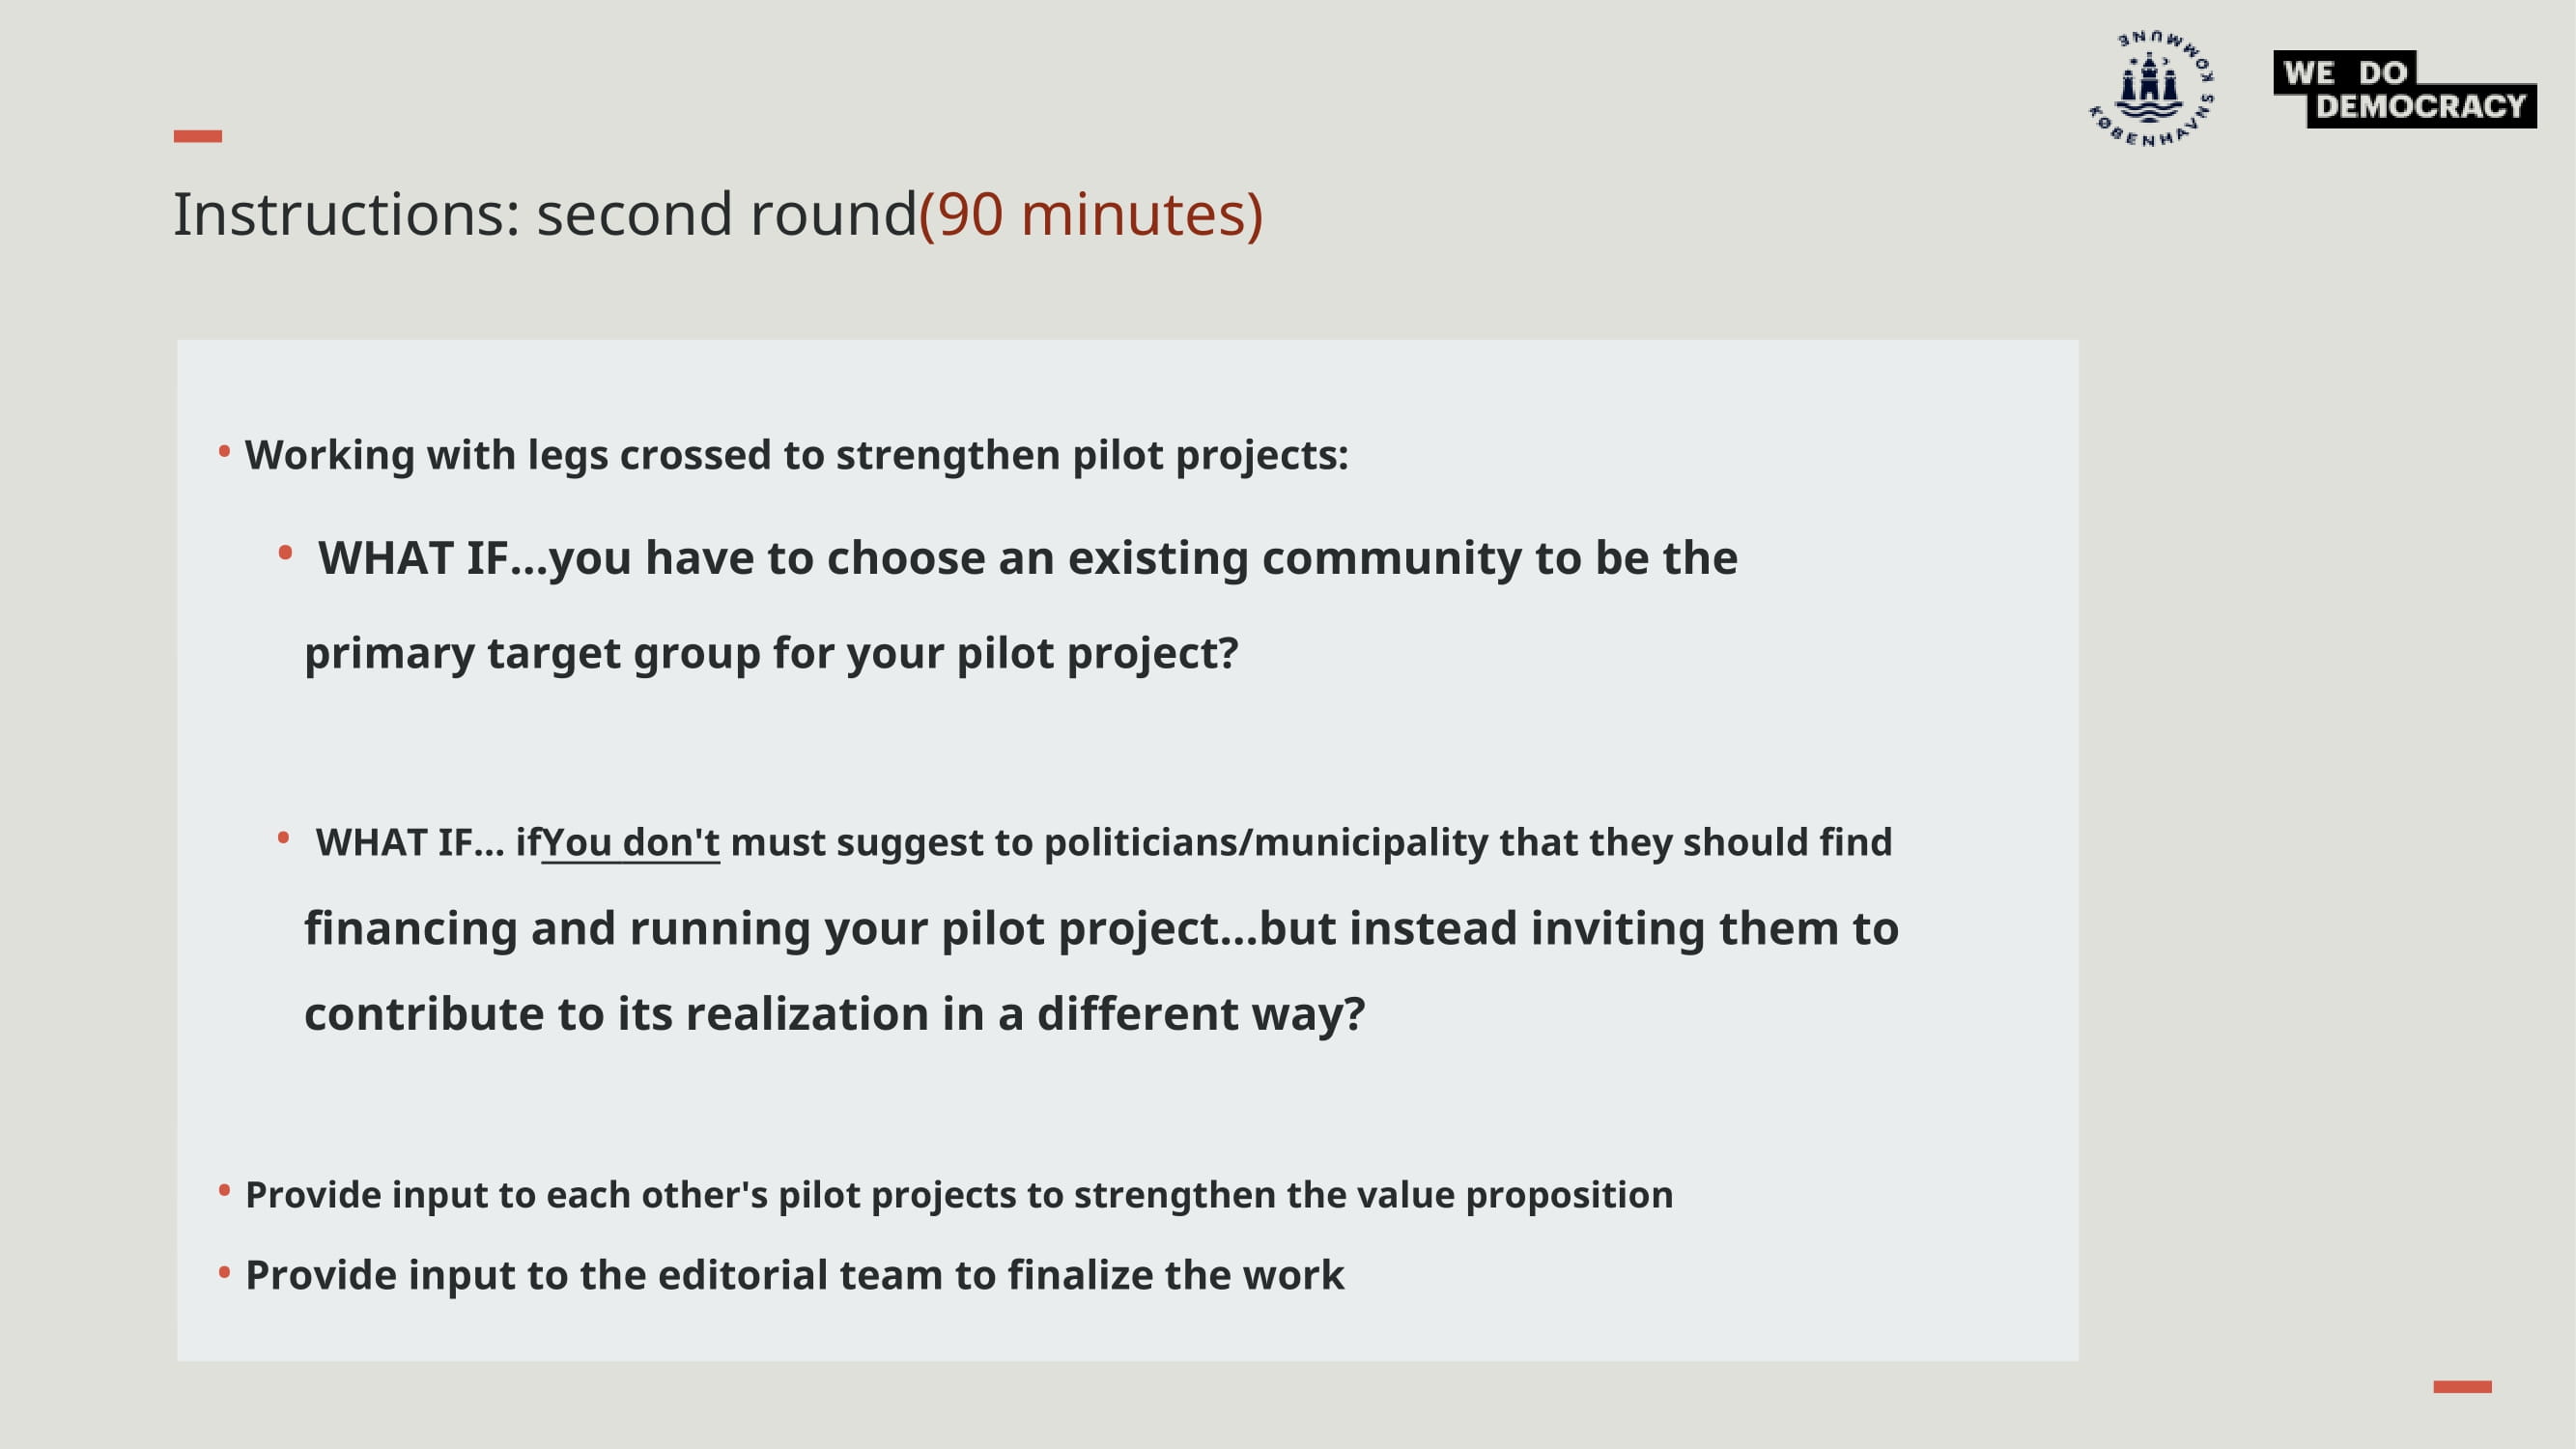 KØBENHAVNS KOMMUNE
WE DO
DEMOCRACY
Instructions: second round(90 minutes)
• Working with legs crossed to strengthen pilot projects:
• WHAT IF...you have to choose an existing community to be the
primary target group for your pilot project?
• WHAT IF... ifYou don't must suggest to politicians/municipality that they should find
financing and running your pilot project...but instead inviting them to
contribute to its realization in a different way?
• Provide input to each other's pilot projects to strengthen the value proposition
• Provide input to the editorial team to finalize the work